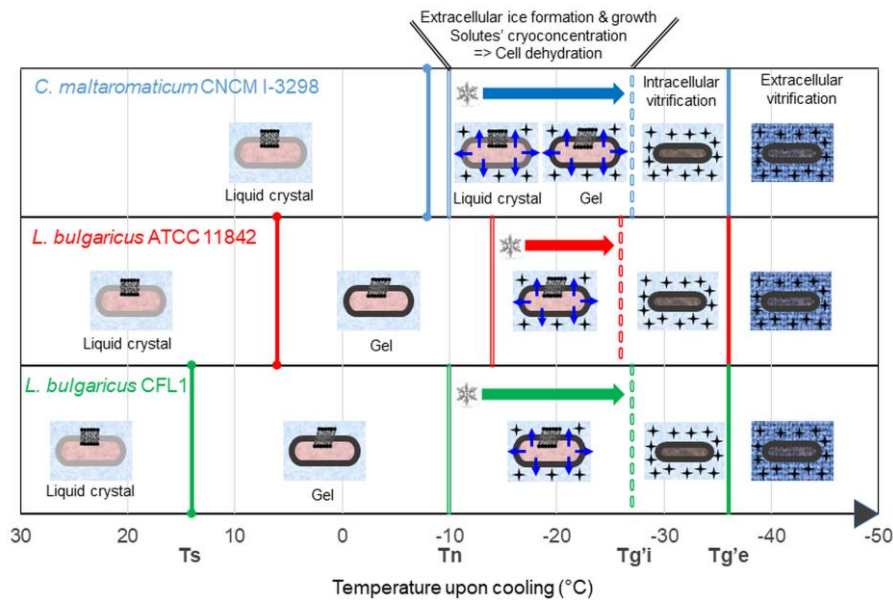 Extracellular ice formation & growth
Solutes' cryoconcentration
=> Cell dehydration
C. maltaromaticum CNCM I-3298
Intracellular
vitrification
Extracellular
vitrification
Liquid crystal
Liquid crystal
Gel
L. bulgaricus ATCC 11842
Liquid crystal
Gel
L. bulgaricus CFL1
Liquid crystal
Gel
30 20 10 0 -10 -20 -30 -40 -50
Ts Tn Tg'i Tg'e
Temperature upon cooling (°C)